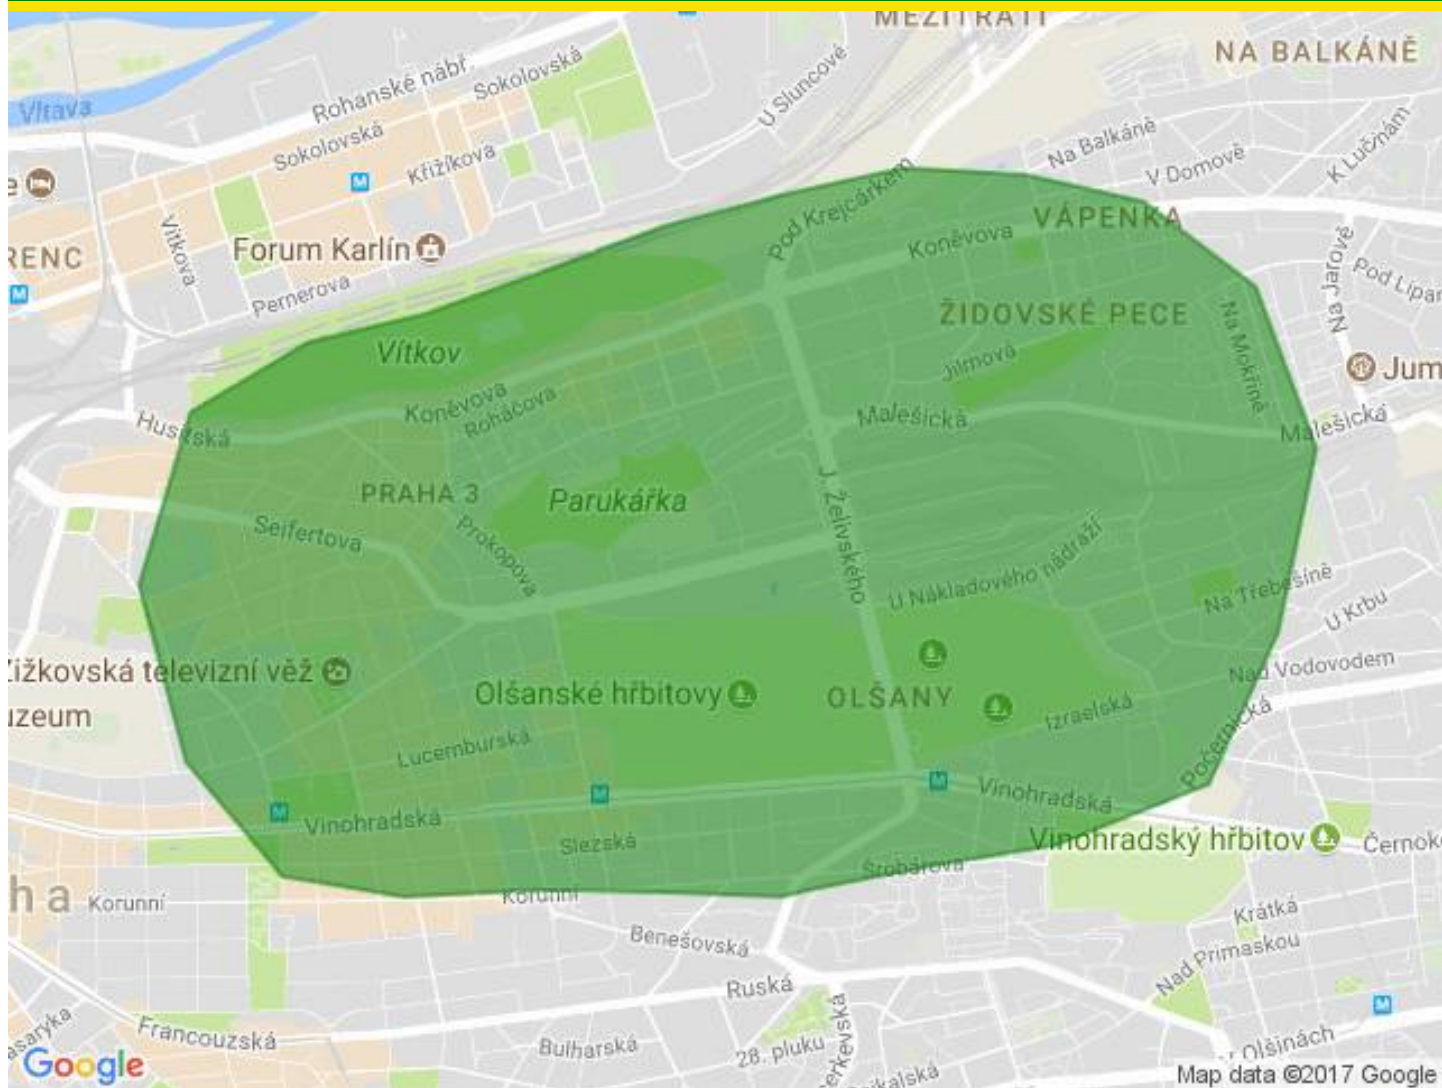 MEZITRATI
NA BALKÁNĚ
Vltava
Rohanské nábř.
Sokolovská
U Sluncové
Sokolovská
Křižíkova
Na Balkáně
V Domově
K Lučinám
Vítkova
Forum Karlín
Pod Krejcárkem
VÁPENKA
Koněvova
RENC
Pernerova
Na Jarově
Pod Lipar
ŽIDOVSKÉ PECE
Na Mokřině
Vítkov
Jilmová
Jum
Koněvova
Roháčova
Malešická
Malešická
Husitská
PRAHA 3
Parukářka
J. Želivského
Seifertova
Prokopova
U Nákladového nádraží
Na Třebešíně
U Krbu
Žižkovská televizní věž
Nad Vodovodem
Olšanské hřbitovy
OLŠANY
uzeum
Izraelská
Počernická
Lucemburská
Vinohradská
Vinohradská
Slezská
Vinohradský hřbitov
Černok
Šrobárova
Korunní
ha
Korunní
Krátká
Benešovská
Nad Primaskou
Ruská
asaryka
Francouzská
Bulharská
28. pluku
erkevská
V Olšinách
Google
Map data ©2017 Google